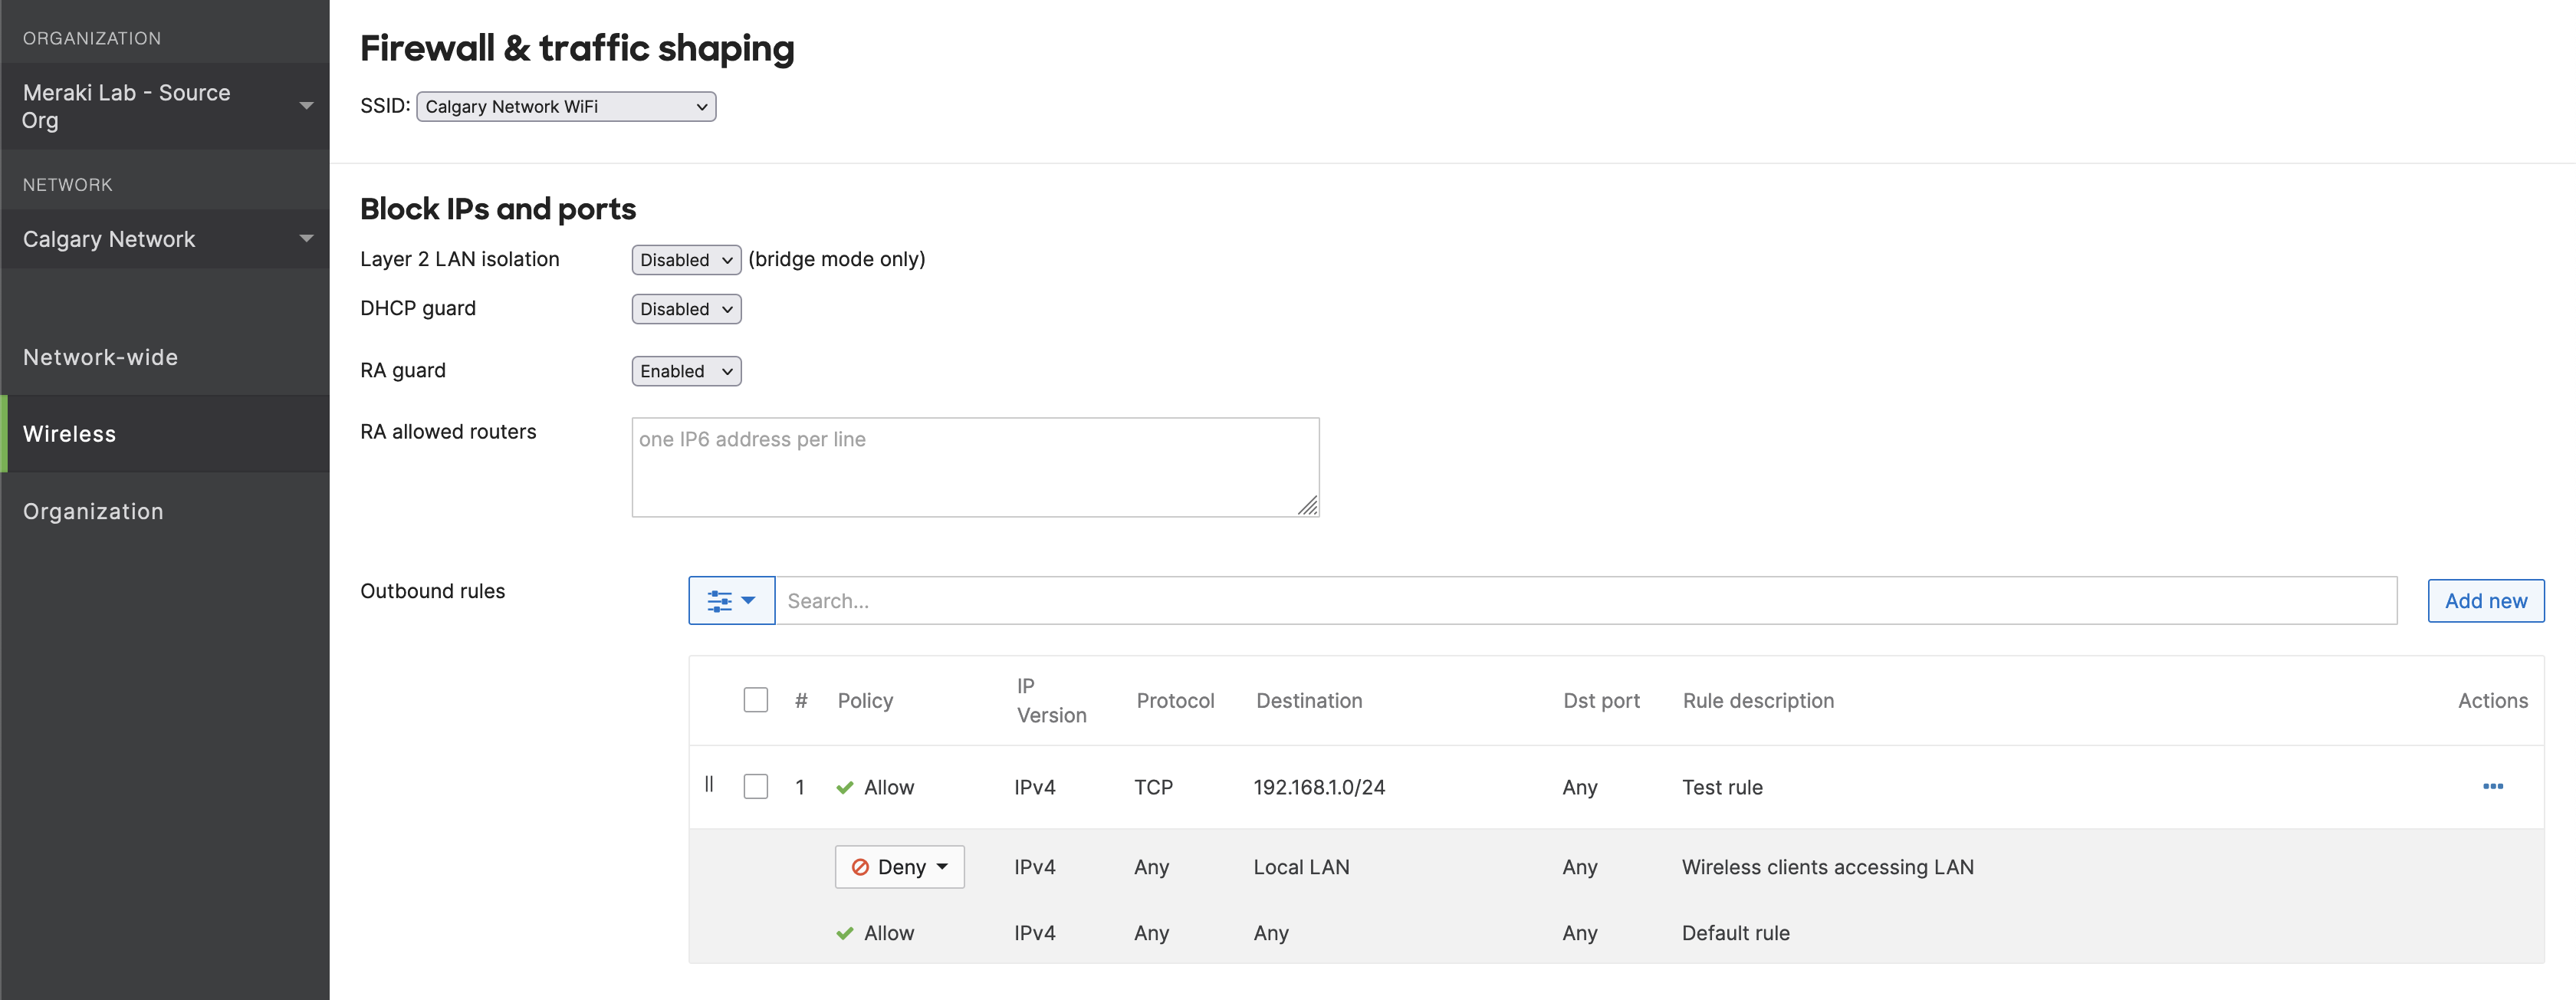 ORGANIZATION
Meraki Lab - Source
Org
NETWORK
Calgary Network
Network-wide
Wireless
Organization
Firewall & traffic shaping
SSID: Calgary Network WiFi
Block IPs and ports
Layer 2 LAN isolation Disabled (bridge mode only)
DHCP guard Disabled
RA guard Enabled
RA allowed routers one IP6 address per line
Outbound rules Search... Add new
# Policy IP Version Protocol Destination Dst port Rule description Actions
1 Allow IPv4 TCP 192.168.1.0/24 Any Test rule
Deny IPv4 Any Local LAN Any Wireless clients accessing LAN
Allow IPv4 Any Any Any Default rule